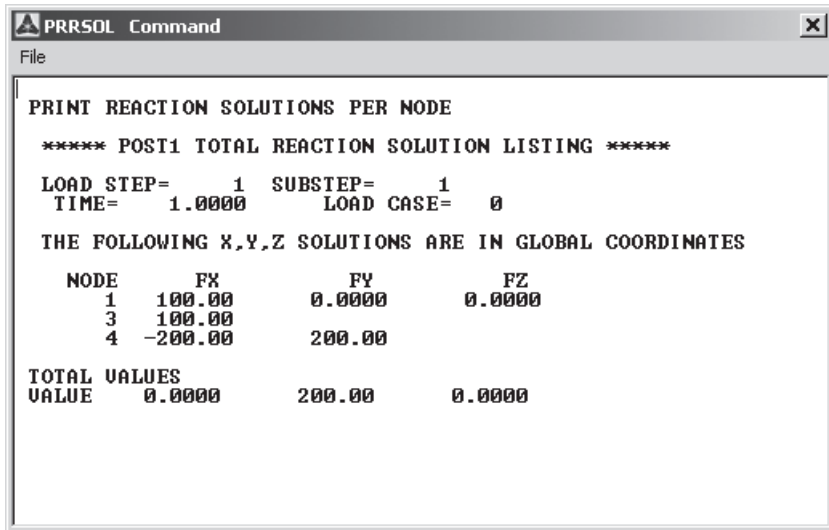 PRRSOL Command
File
PRINT REACTION SOLUTIONS PER NODE
***** POST1 TOTAL REACTION SOLUTION LISTING *****
LOAD STEP= 1 SUBSTEP= 1
TIME= 1.0000 LOAD CASE= 0
THE FOLLOWING X,Y,Z SOLUTIONS ARE IN GLOBAL COORDINATES
NODE FX FY FZ
1 100.00 0.0000 0.0000
3 100.00
4 -200.00 200.00
TOTAL VALUES
VALUE 0.0000 200.00 0.0000